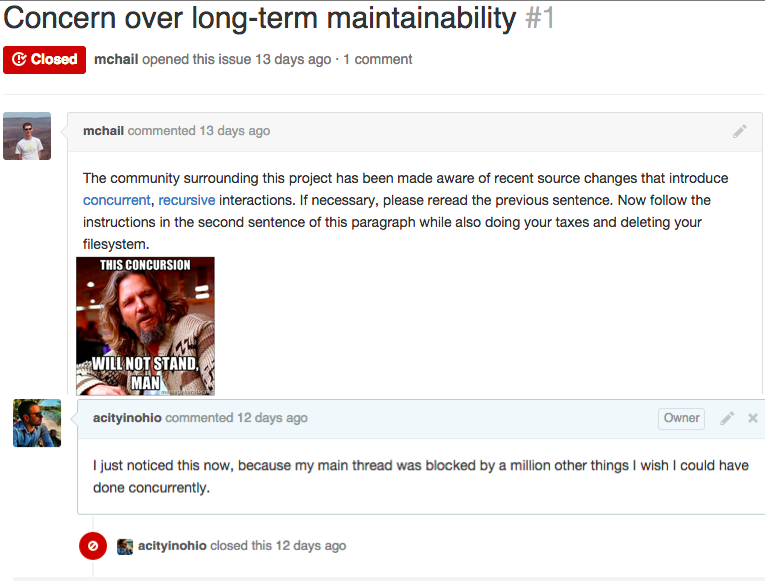 Concern over long-term maintainability #1
Closed mchail opened this issue 13 days ago · 1 comment
mchail commented 13 days ago
The community surrounding this project has been made aware of recent source changes that introduce
concurrent, recursive interactions. If necessary, please reread the previous sentence. Now follow the
instructions in the second sentence of this paragraph while also doing your taxes and deleting your
filesystem.
THIS CONCURSION
WILL NOT STAND,
MAN
acityinohio commented 12 days ago Owner
I just noticed this now, because my main thread was blocked by a million other things I wish I could have
done concurrently.
acityinohio closed this 12 days ago